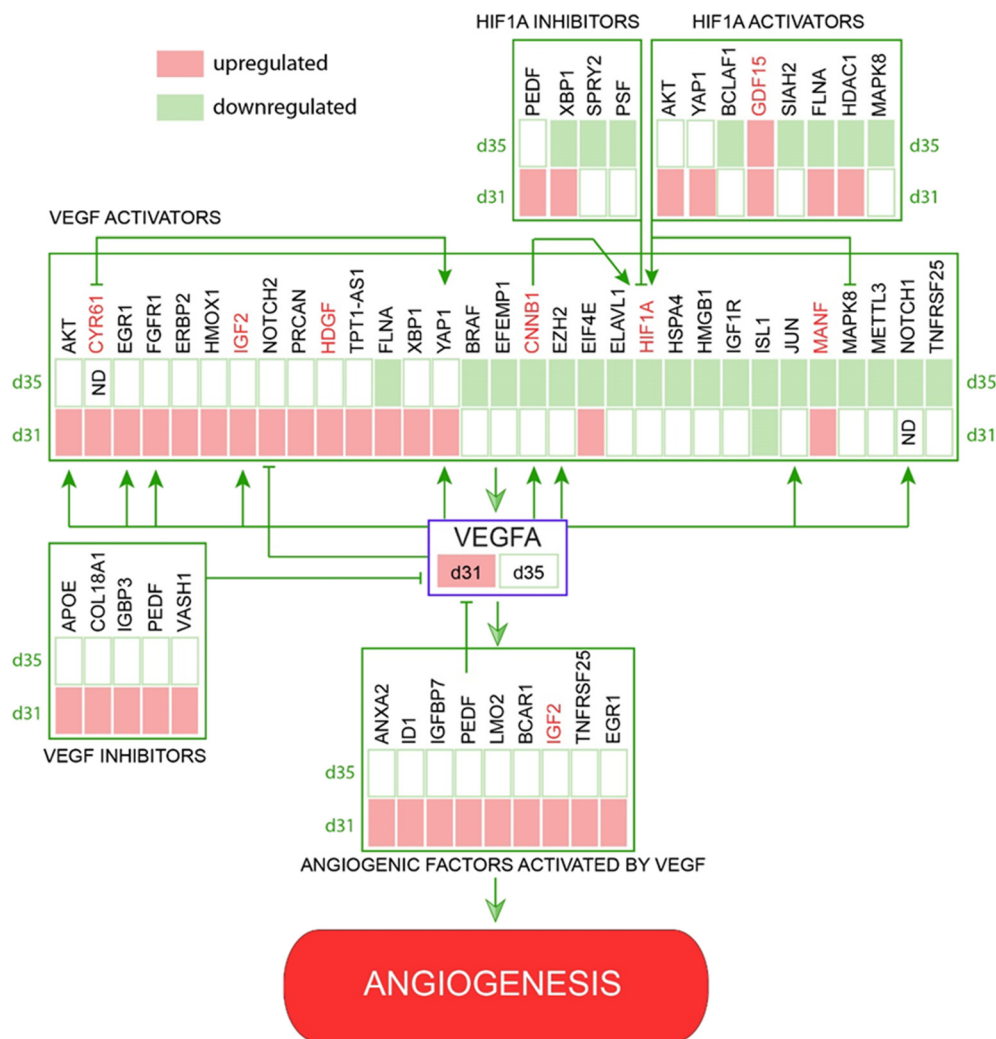 HIF1A INHIBITORS
HIF1A ACTIVATORS
upregulated
downregulated
PEDF
XBP1
SPRY2
PSF
AKT
YAP1
BCLAF1
GDF15
SIAH2
FLNA
HDAC1
MAPK8
d35
d35
d31
d31
VEGF ACTIVATORS
AKT
CYR61
EGR1
FGFR1
ERBP2
HMOX1
IGF2
NOTCH2
PRCAN
HDGF
TPT1-AS1
FLNA
XBP1
YAP1
BRAF
EFEMP1
CNNB1
EZH2
EIF4E
ELAVL1
HIF1A
HSPA4
HMGB1
IGF1R
ISL1
JUN
MANF
MAPK8
METTL3
NOTCH1
TNFRSF25
d35
ND
d35
d31
ND
d31
VEGFA
d31
d35
APOE
COL18A1
IGBP3
PEDF
VASH1
d35
d31
VEGF INHIBITORS
ANXA2
ID1
IGFBP7
PEDF
LMO2
BCAR1
IGF2
TNFRSF25
EGR1
d35
d31
ANGIOGENIC FACTORS ACTIVATED BY VEGF
ANGIOGENESIS